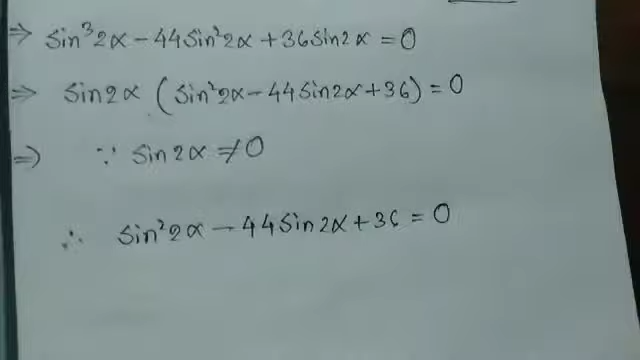 ⇒ sin³2α - 44sin²2α + 36sin2α = 0
⇒ sin2α (sin²2α - 44sin2α + 36) = 0
⇒ ∵ sin2α ≠ 0
∴ sin²2α - 44sin2α + 36 = 0